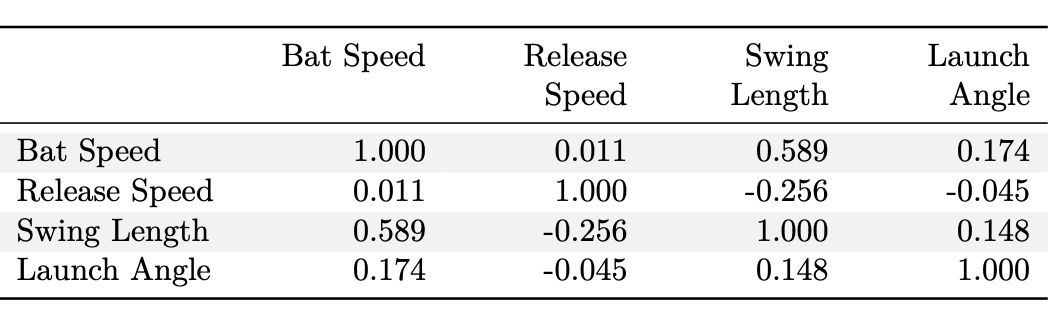 Bat Speed Release Swing Launch
Speed Length Angle
Bat Speed 1.000 0.011 0.589 0.174
Release Speed 0.011 1.000 -0.256 -0.045
Swing Length 0.589 -0.256 1.000 0.148
Launch Angle 0.174 -0.045 0.148 1.000